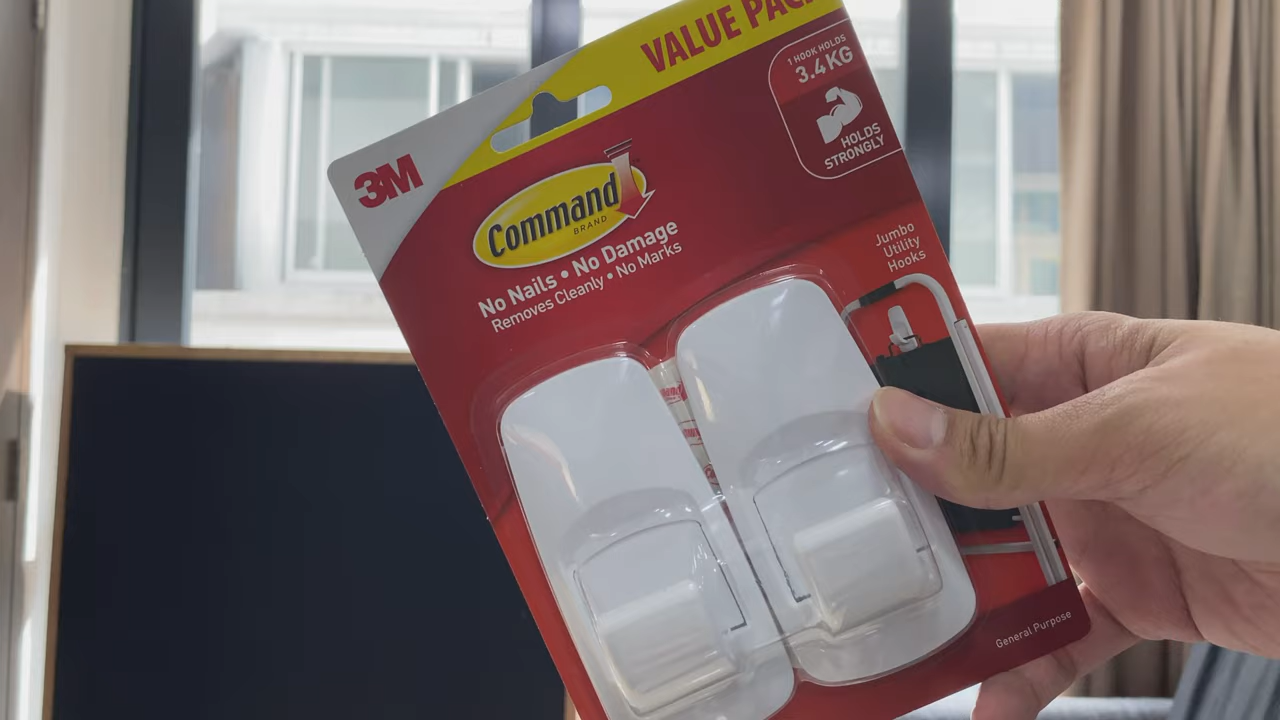 VALUE PACK
1 HOOK HOLDS
3.4 KG
HOLDS
STRONGLY
3M
Command
BRAND
No Nails • No Damage
Removes Cleanly • No Marks
Jumbo
Utility
Hooks
General Purpose